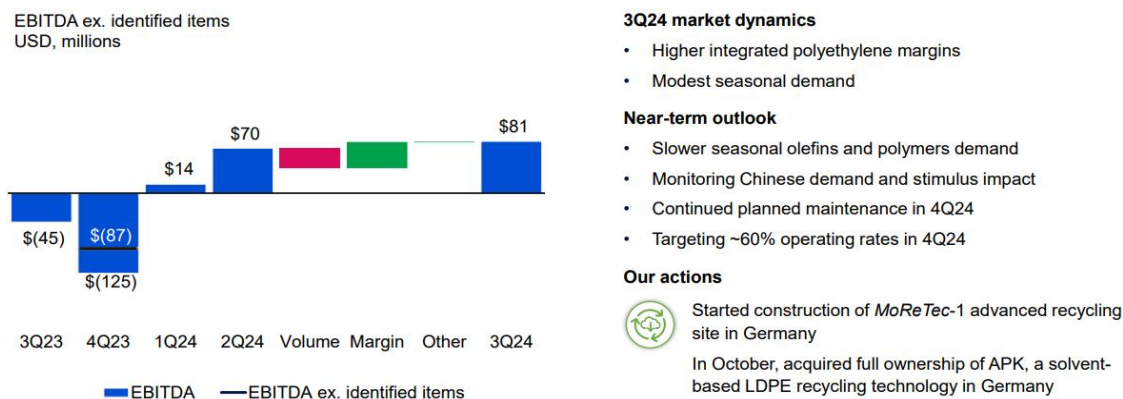 EBITDA ex. identified items
USD, millions
$(45)
$(87)
$(125)
$14
$70
$81
3Q23
4Q23
1Q24
2Q24
Volume
Margin
Other
3Q24
EBITDA
EBITDA ex. identified items
3Q24 market dynamics
• Higher integrated polyethylene margins
• Modest seasonal demand
Near-term outlook
• Slower seasonal olefins and polymers demand
• Monitoring Chinese demand and stimulus impact
• Continued planned maintenance in 4Q24
• Targeting ~60% operating rates in 4Q24
Our actions
Started construction of MoReTec-1 advanced recycling
site in Germany
In October, acquired full ownership of APK, a solvent-
based LDPE recycling technology in Germany